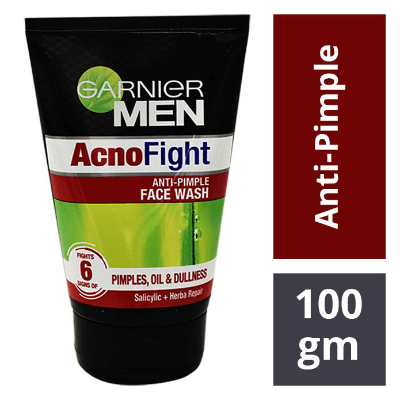 GARNIER
MEN
AcnoFight
ANTI-PIMPLE
FACE WASH
FIGHTS
6
SIGNS OF
PIMPLES, OIL & DULLNESS
Salicylic + Herba Repair
Anti-Pimple
100
gm